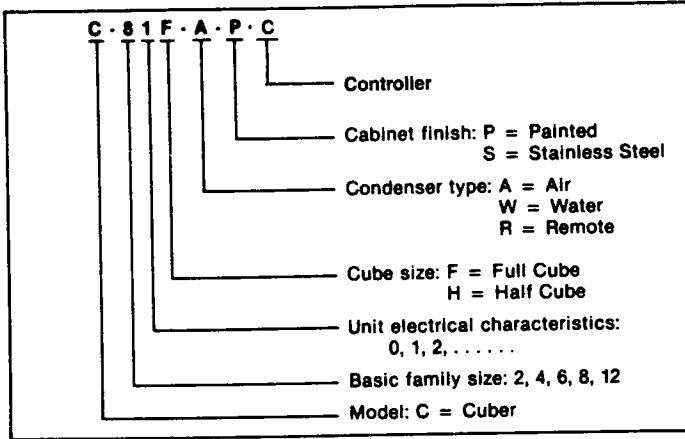 C · 8 1 F · A · P · C
Controller
Cabinet finish: P = Painted
S = Stainless Steel
Condenser type: A = Air
W = Water
R = Remote
Cube size: F = Full Cube
H = Half Cube
Unit electrical characteristics:
0, 1, 2, . . . . . .
Basic family size: 2, 4, 6, 8, 12
Model: C = Cuber